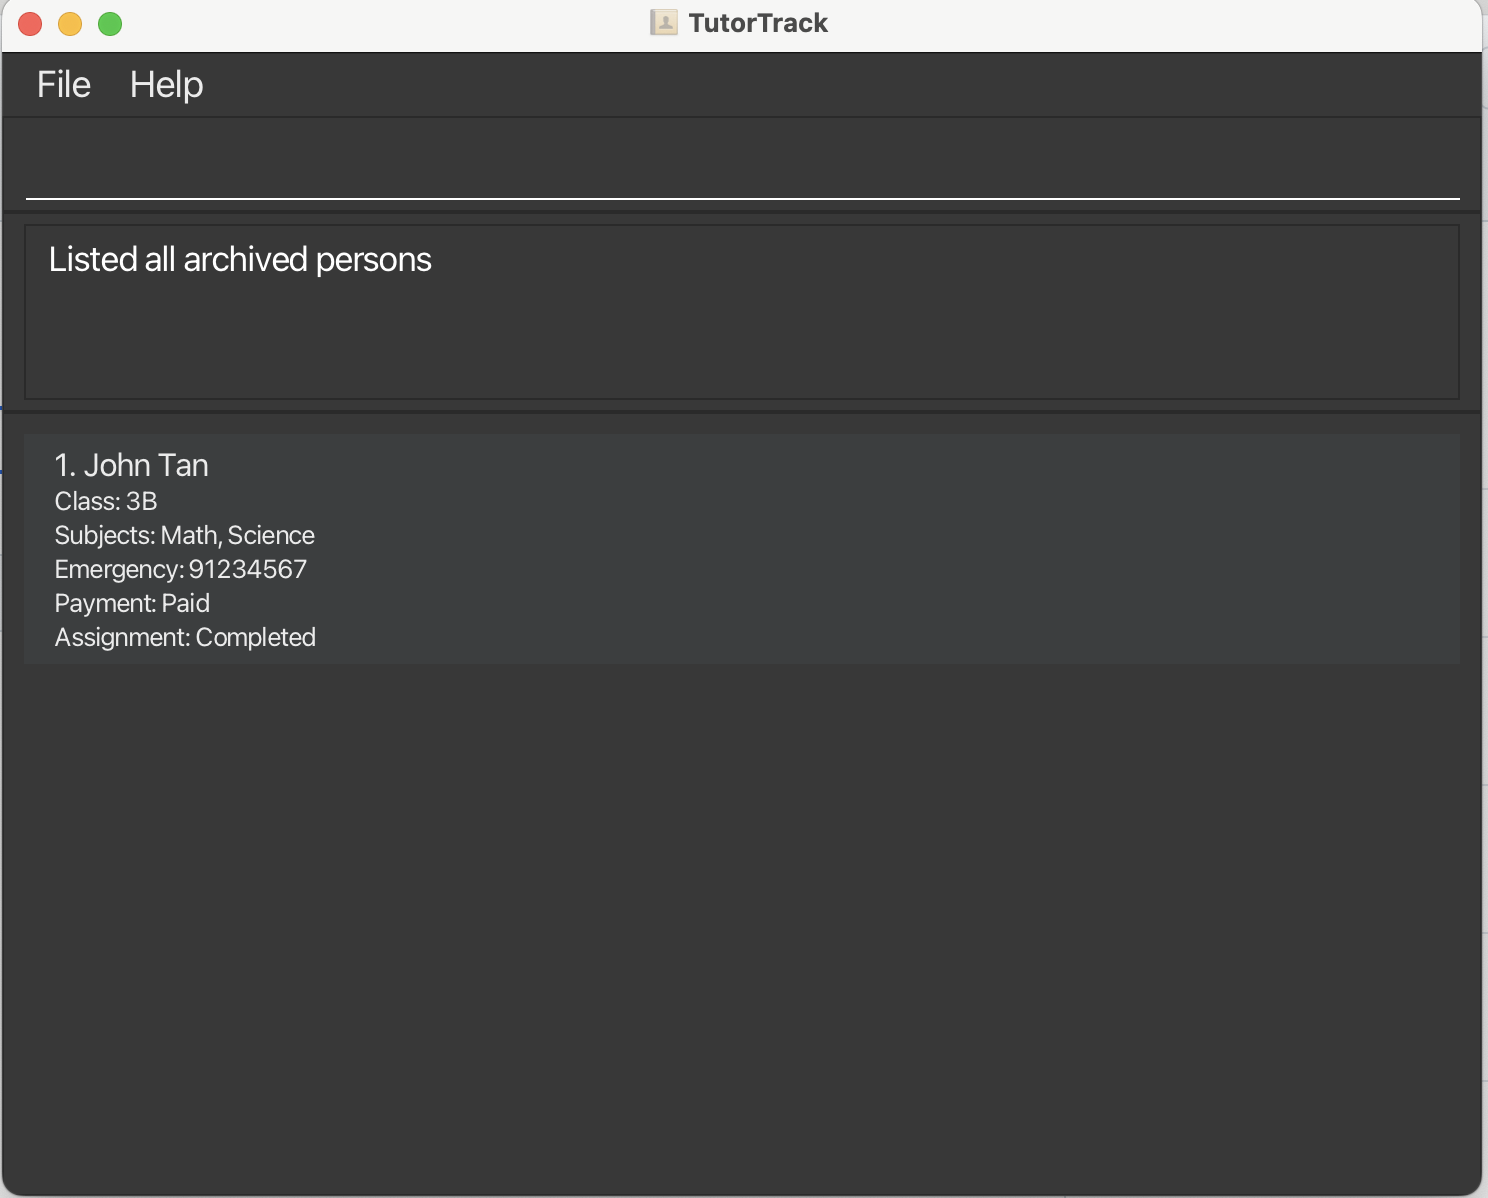 TutorTrack
File Help
Listed all archived persons
1. John Tan
Class: 3B
Subjects: Math, Science
Emergency: 91234567
Payment: Paid
Assignment: Completed